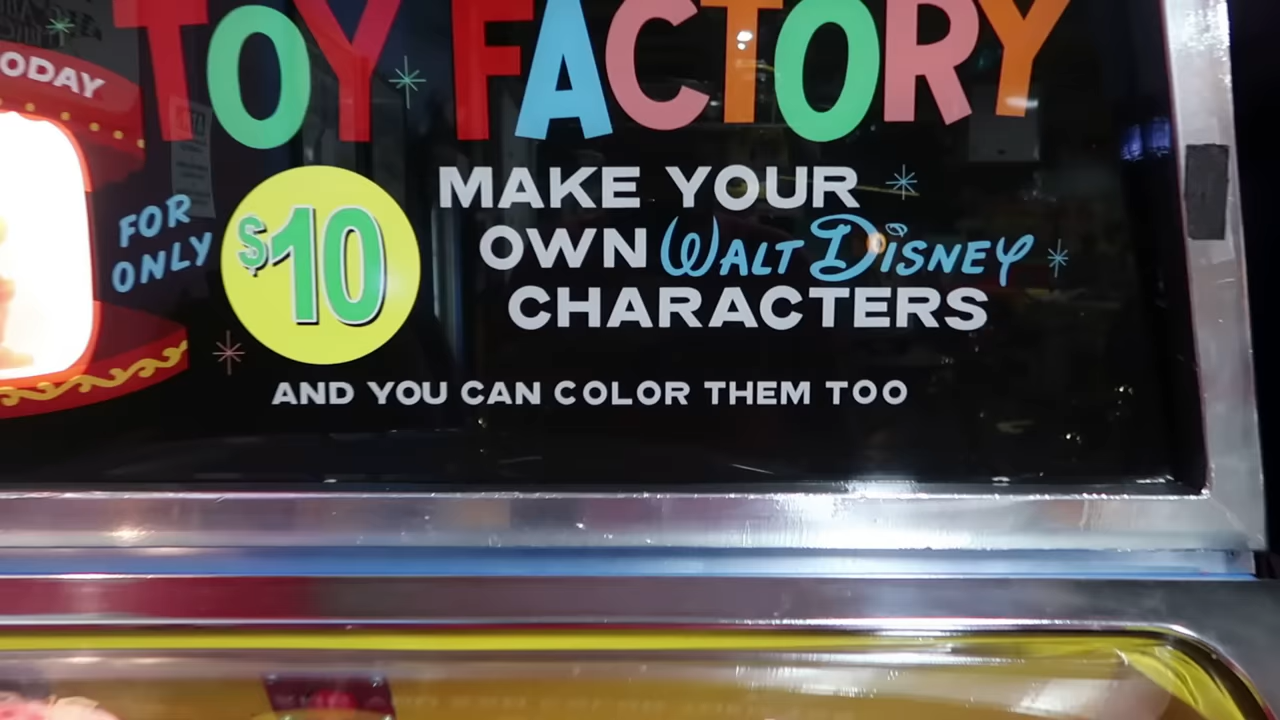 TOY FACTORY
ODAY
FOR
ONLY
$10
MAKE YOUR
OWN WALT DISNEY
CHARACTERS
AND YOU CAN COLOR THEM TOO